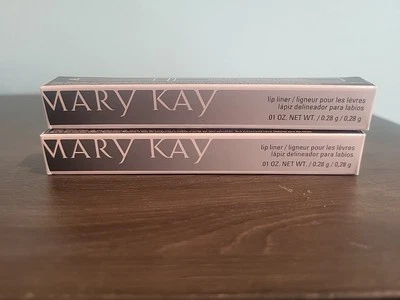 MARY KAY
lip liner / ligneur pour les lèvres
lápiz delineador para labios
.01 OZ. NET WT. / 0.28 g / 0,28 g
MARY KAY
lip liner / ligneur pour les lèvres
lápiz delineador para labios
.01 OZ. NET WT. / 0.28 g / 0,28 g